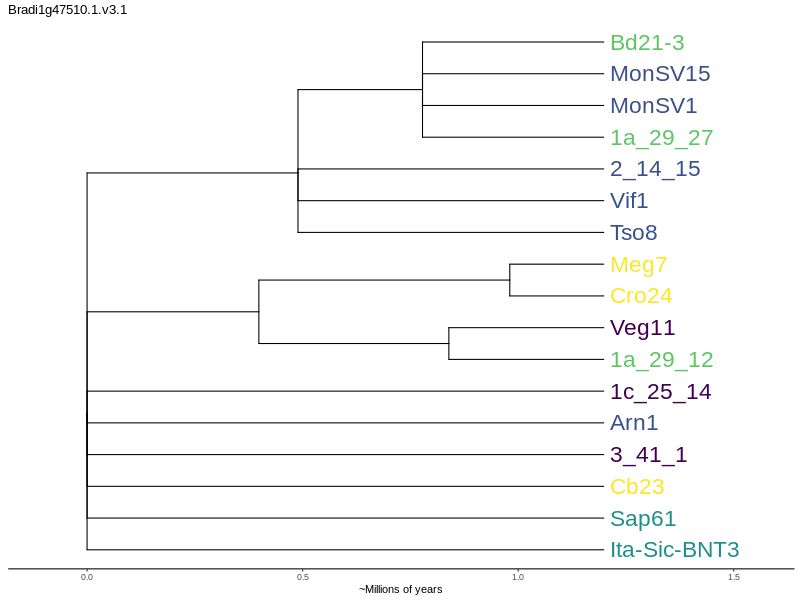 Bradi1g47510.1.v3.1
Bd21-3
MonSV15
MonSV1
1a_29_27
2_14_15
Vif1
Tso8
Meg7
Cro24
Veg11
1a_29_12
1c_25_14
Arn1
3_41_1
Cb23
Sap61
Ita-Sic-BNT3
0.0 0.5 1.0 1.5
~Millions of years